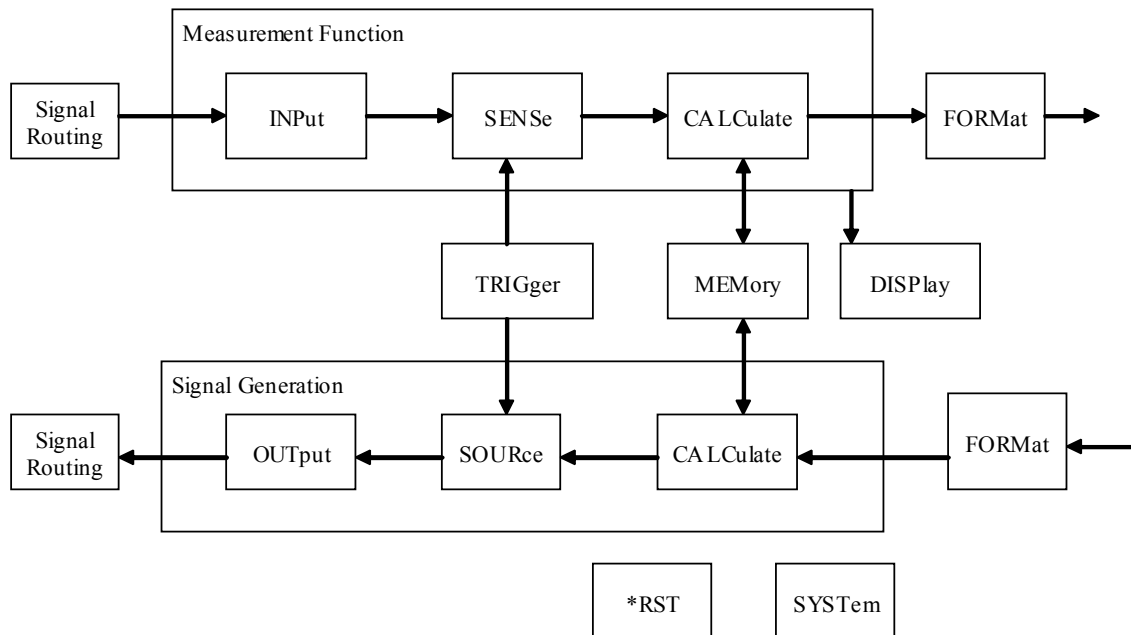 Measurement Function
Signal
Routing
INPut
SENSe
CALCulate
FORMat
TRIGger
MEMory
DISPlay
Signal Generation
Signal
Routing
OUTput
SOURce
CALCulate
FORMat
*RST
SYSTem